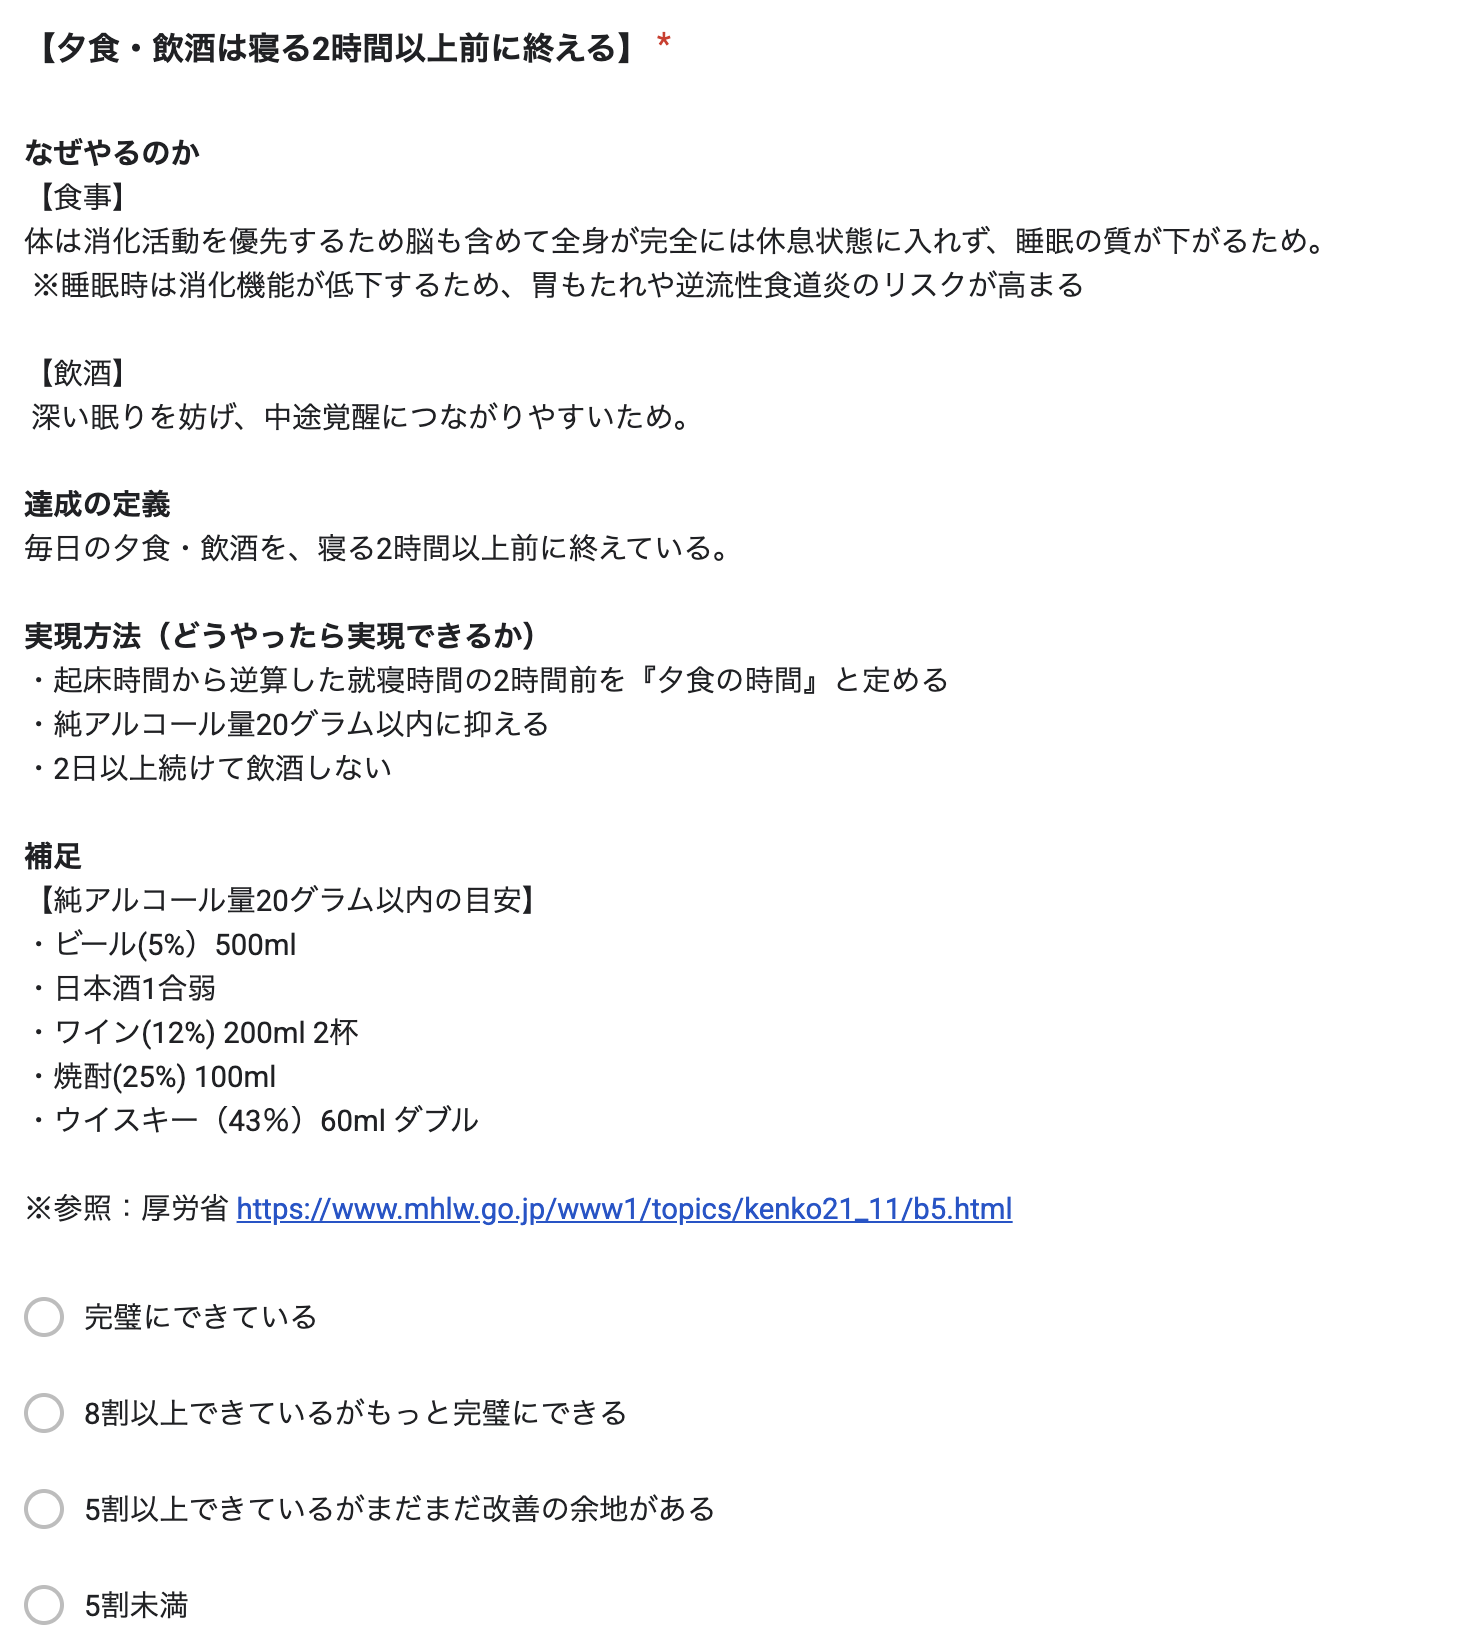 【夕食・飲酒は寝る2時間以上前に終える】 *
なぜやるのか
【食事】
体は消化活動を優先するため脳も含めて全身が完全には休息状態に入れず、睡眠の質が下がるため。
※睡眠時は消化機能が低下するため、胃もたれや逆流性食道炎のリスクが高まる
【飲酒】
深い眠りを妨げ、中途覚醒につながりやすいため。
達成の定義
毎日の夕食・飲酒を、寝る2時間以上前に終えている。
実現方法（どうやったら実現できるか）
・起床時間から逆算した就寝時間の2時間前を『夕食の時間』と定める
・純アルコール量20グラム以内に抑える
・2日以上続けて飲酒しない
補足
【純アルコール量20グラム以内の目安】
・ビール(5%）500ml
・日本酒1合弱
・ワイン(12%) 200ml 2杯
・焼酎(25%) 100ml
・ウイスキー（43％）60ml ダブル
※参照：厚労省 https://www.mhlw.go.jp/www1/topics/kenko21_11/b5.html
完璧にできている
8割以上できているがもっと完璧にできる
5割以上できているがまだまだ改善の余地がある
5割未満